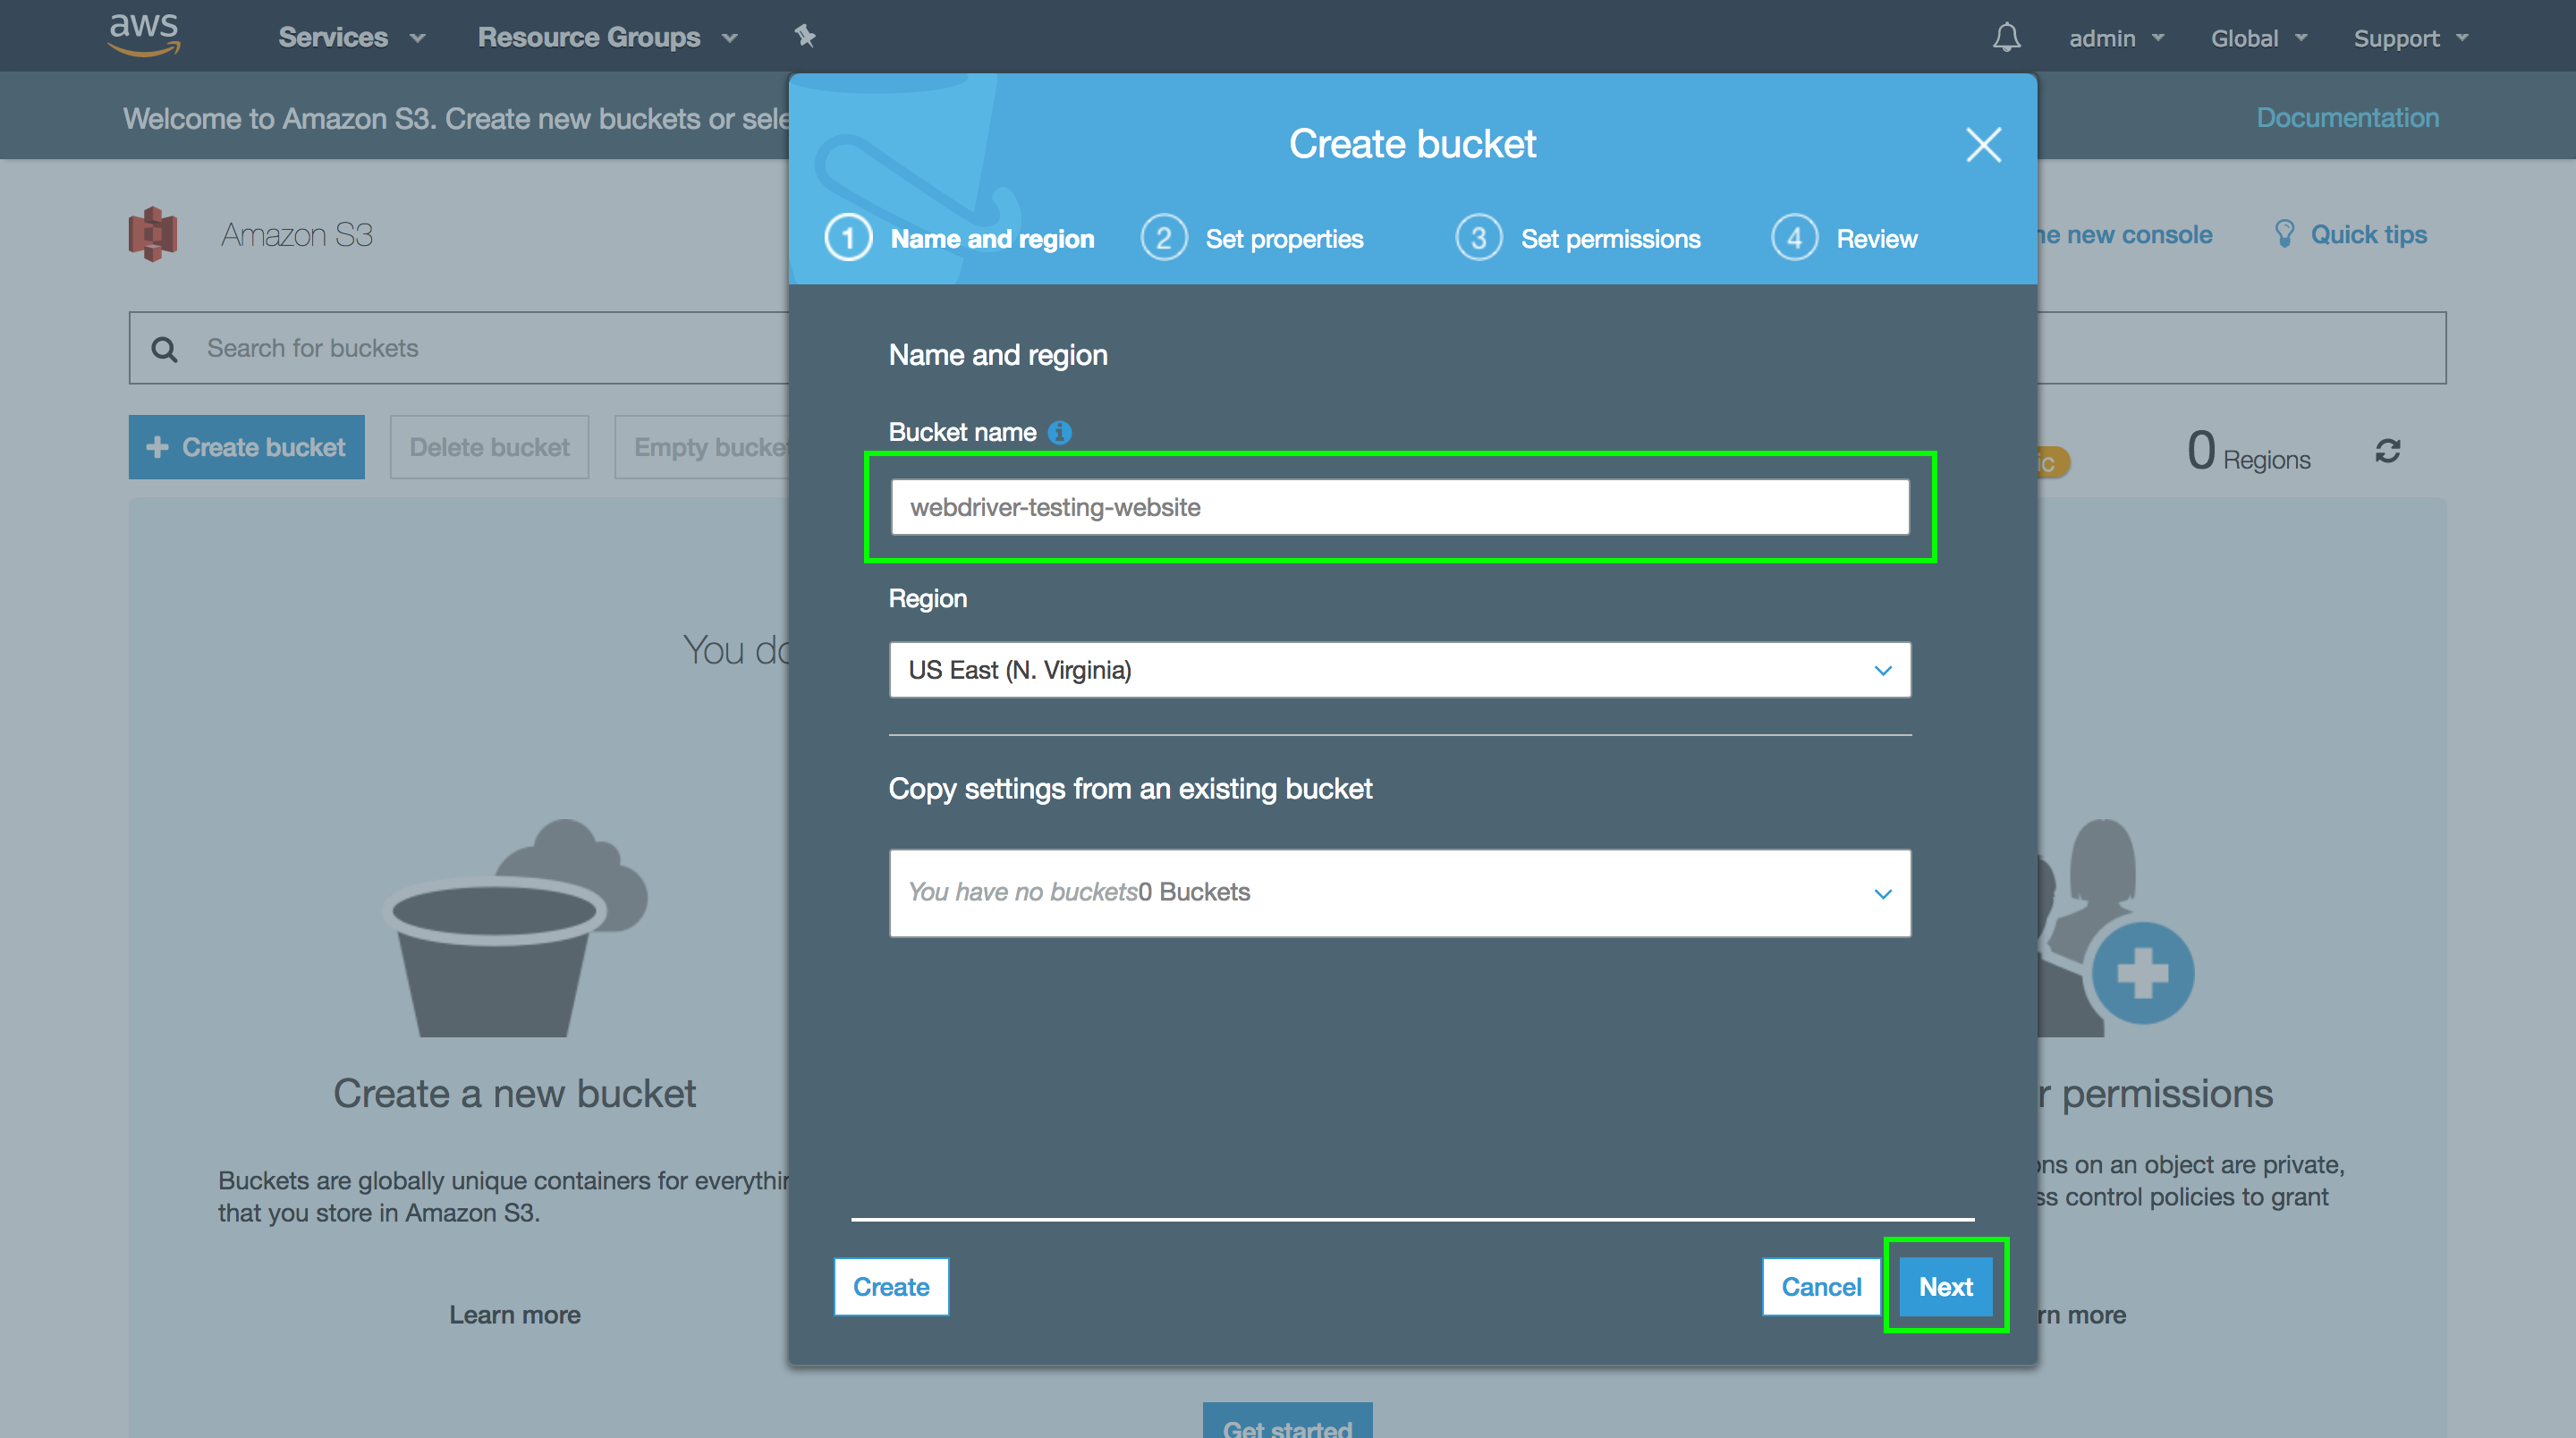 aws Services Resource Groups admin Global Support
Welcome to Amazon S3. Create new buckets or sele
Documentation
Create bucket
1 Name and region 2 Set properties 3 Set permissions 4 Review
Amazon S3
he new console Quick tips
Search for buckets
Create bucket Delete bucket Empty bucket
ic 0 Regions
Name and region
Bucket name
webdriver-testing-website
Region
US East (N. Virginia)
Copy settings from an existing bucket
You have no buckets0 Buckets
Create Cancel Next
You do
Create a new bucket
Buckets are globally unique containers for everythin
that you store in Amazon S3.
Learn more
r permissions
ons on an object are private,
ss control policies to grant
rn more
Get started